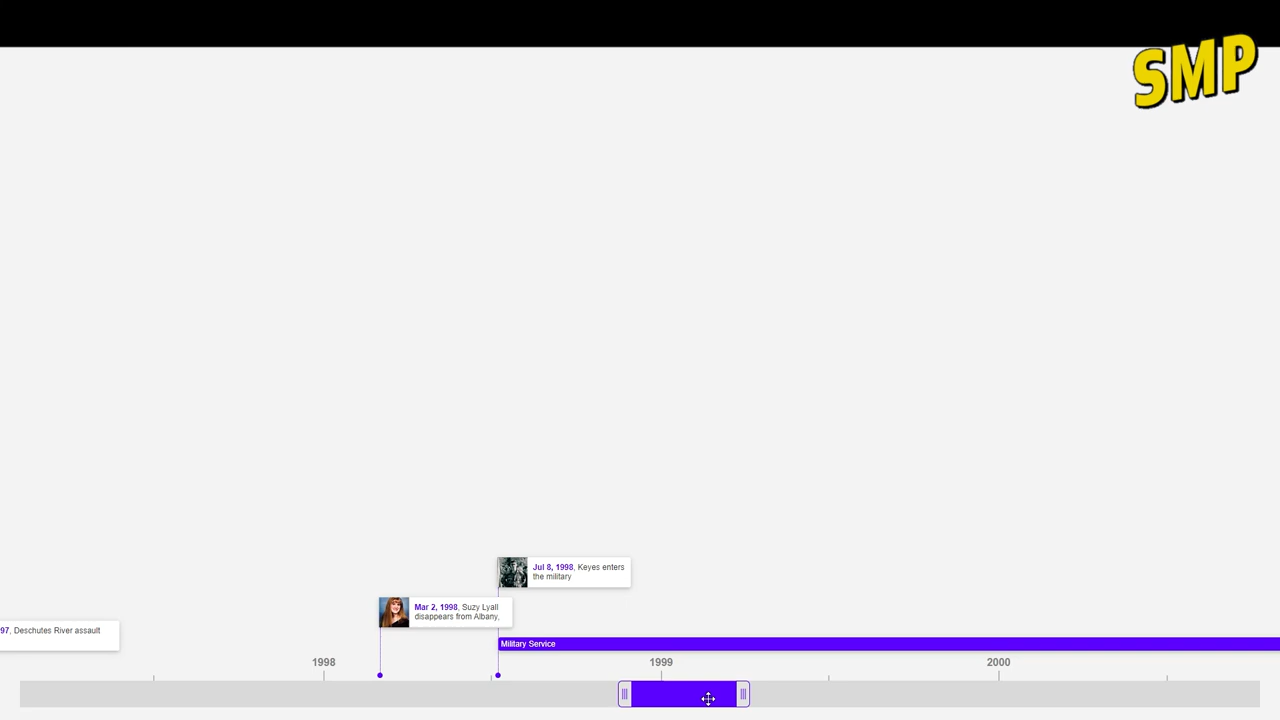 SMP
Jul 8, 1998, Keyes enters
the military
Mar 2, 1998, Suzy Lyall
disappears from Albany,
97, Deschutes River assault
Military Service
1998
1999
2000